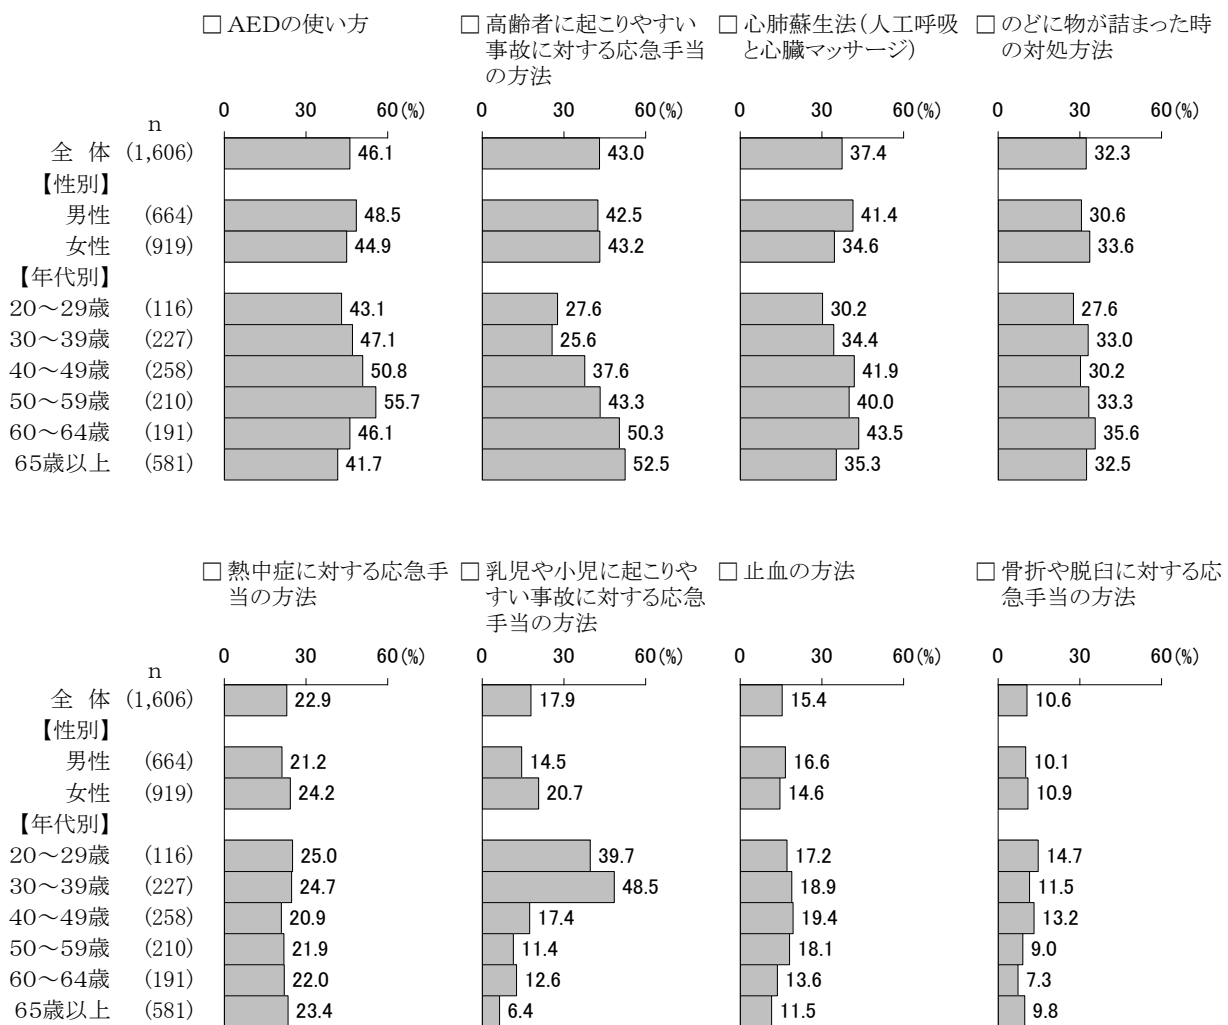 □ AEDの使い方 □ 高齢者に起こりやすい □ 心肺蘇生法(人工呼吸 □ のどに物が詰まった時
事故に対する応急手当 と心臓マッサージ) の対処方法
の方法
0 30 60(%) 0 30 60(%) 0 30 60(%) 0 30 60(%)
n
全 体 (1,606) 46.1 43.0 37.4 32.3
【性別】
男性 (664) 48.5 42.5 41.4 30.6
女性 (919) 44.9 43.2 34.6 33.6
【年代別】
20～29歳 (116) 43.1 27.6 30.2 27.6
30～39歳 (227) 47.1 25.6 34.4 33.0
40～49歳 (258) 50.8 37.6 41.9 30.2
50～59歳 (210) 55.7 43.3 40.0 33.3
60～64歳 (191) 46.1 50.3 43.5 35.6
65歳以上 (581) 41.7 52.5 35.3 32.5
□ 熱中症に対する応急手 □ 乳児や小児に起こりや □ 止血の方法 □ 骨折や脱臼に対する応
当の方法 すい事故に対する応急 急手当の方法
手当の方法
0 30 60(%) 0 30 60(%) 0 30 60(%) 0 30 60(%)
n
全 体 (1,606) 22.9 17.9 15.4 10.6
【性別】
男性 (664) 21.2 14.5 16.6 10.1
女性 (919) 24.2 20.7 14.6 10.9
【年代別】
20～29歳 (116) 25.0 39.7 17.2 14.7
30～39歳 (227) 24.7 48.5 18.9 11.5
40～49歳 (258) 20.9 17.4 19.4 13.2
50～59歳 (210) 21.9 11.4 18.1 9.0
60～64歳 (191) 22.0 12.6 13.6 7.3
65歳以上 (581) 23.4 6.4 11.5 9.8